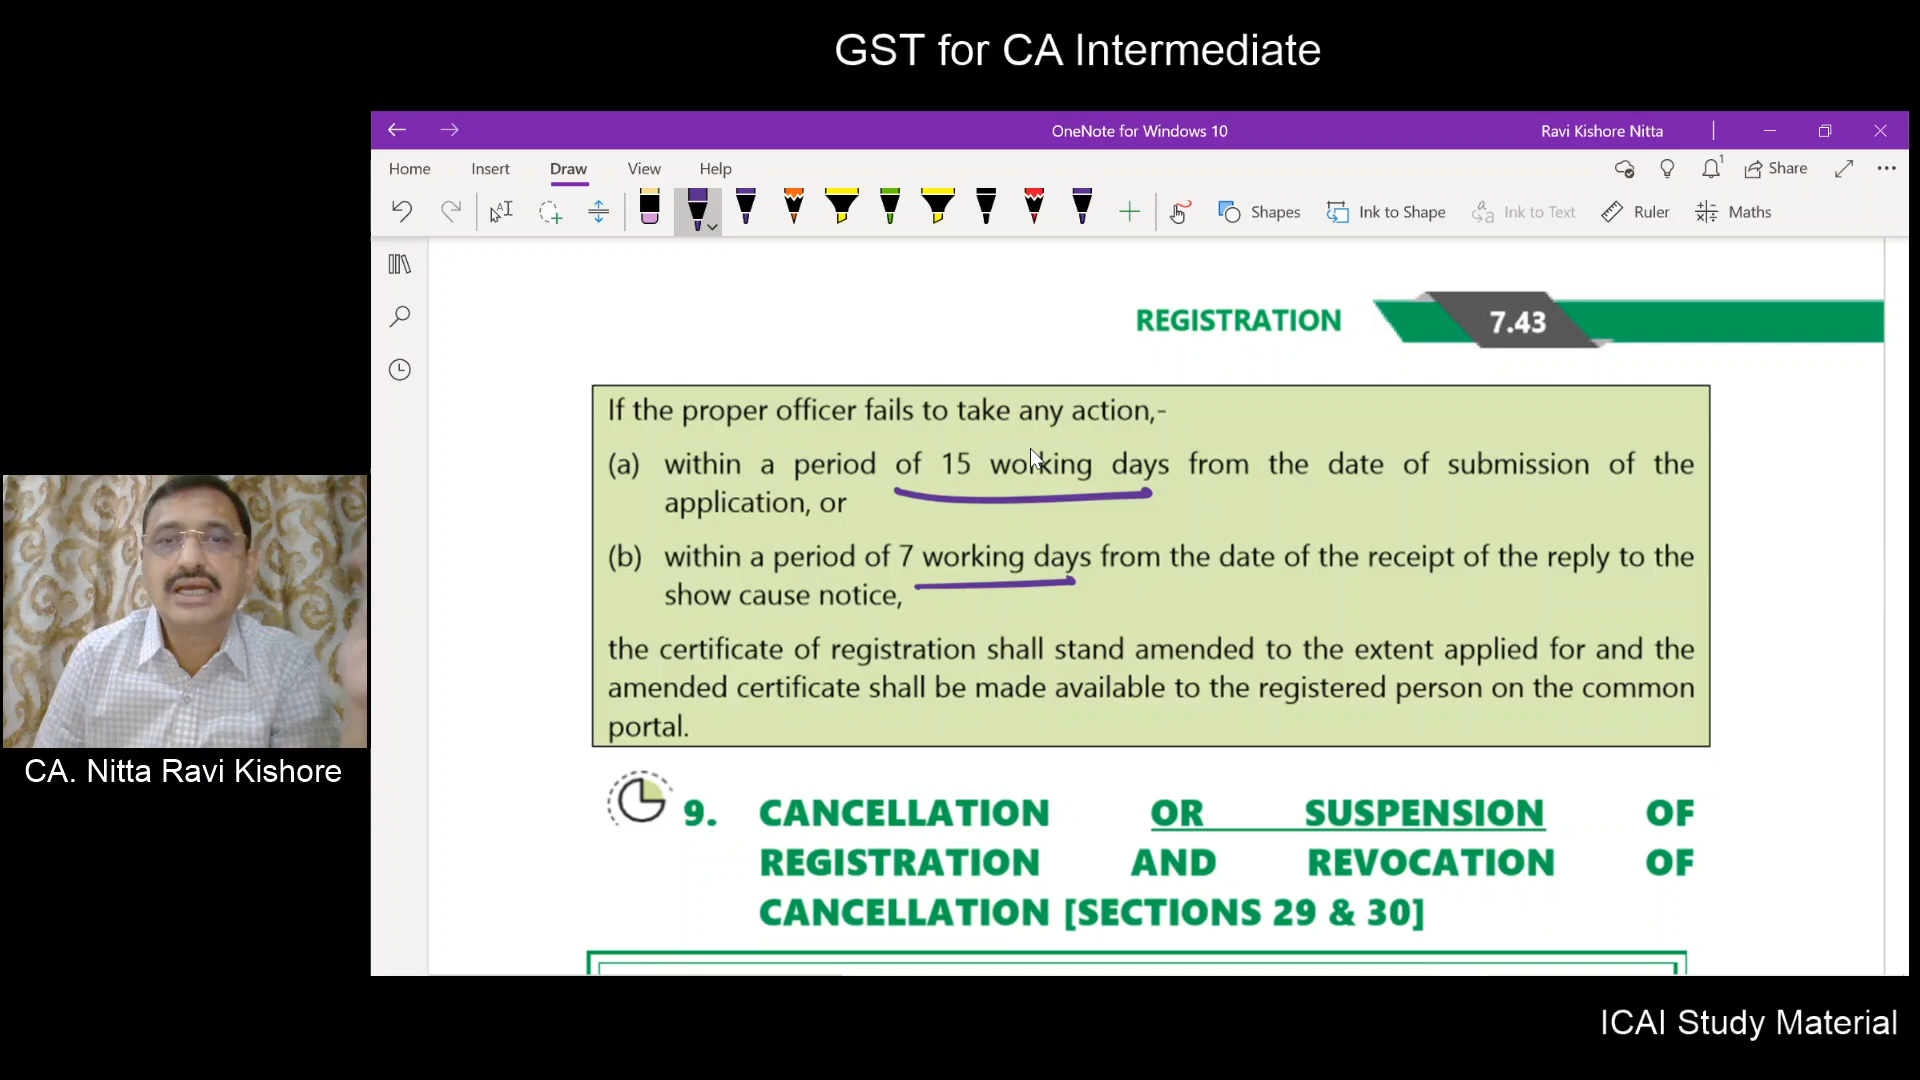 GST for CA Intermediate
OneNote for Windows 10
Ravi Kishore Nitta
Home Insert Draw View Help
1
Share
Shapes
Ink to Shape
Ink to Text
Ruler
Maths
REGISTRATION 7.43
If the proper officer fails to take any action,-
(a) within a period of 15 working days from the date of submission of the
application, or
(b) within a period of 7 working days from the date of the receipt of the reply to the
show cause notice,
the certificate of registration shall stand amended to the extent applied for and the
amended certificate shall be made available to the registered person on the common
portal.
9. CANCELLATION OR SUSPENSION OF
REGISTRATION AND REVOCATION OF
CANCELLATION [SECTIONS 29 & 30]
CA. Nitta Ravi Kishore
ICAI Study Material